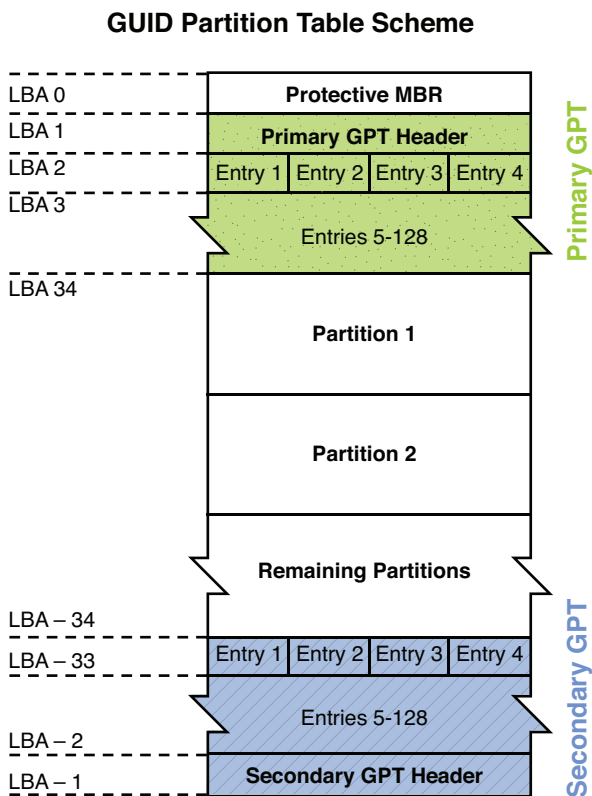 GUID Partition Table Scheme
LBA 0
Protective MBR
LBA 1
Primary GPT Header
LBA 2
Entry 1 Entry 2 Entry 3 Entry 4
LBA 3
Entries 5-128
Primary GPT
LBA 34
Partition 1
Partition 2
Remaining Partitions
LBA – 34
LBA – 33
Entry 1 Entry 2 Entry 3 Entry 4
Entries 5-128
LBA – 2
Secondary GPT Header
LBA – 1
Secondary GPT